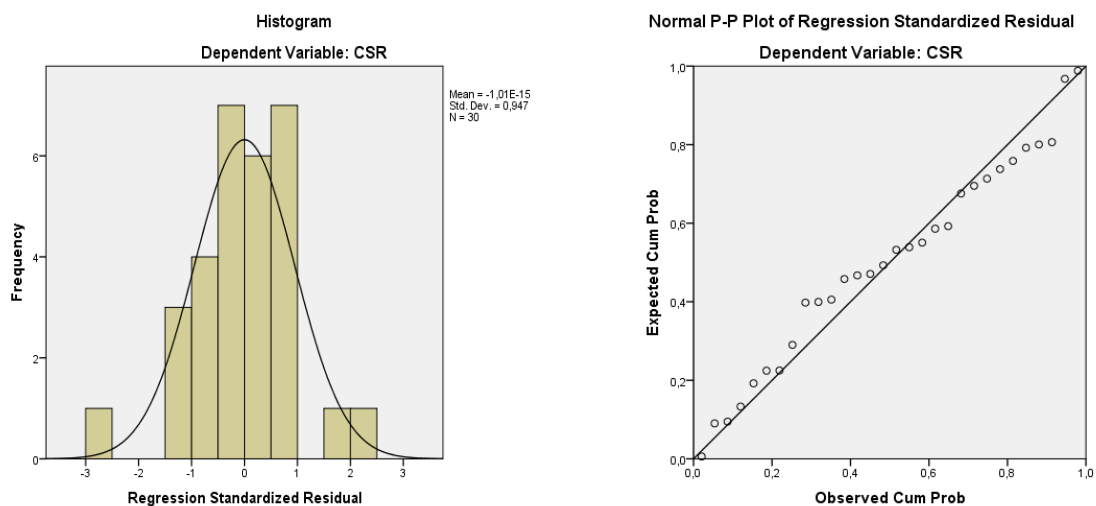 Histogram
Dependent Variable: CSR
Mean = -1,01E-15
Std. Dev. = 0,947
N = 30
6
4
2
0
Frequency
-3 -2 -1 0 1 2 3
Regression Standardized Residual
Normal P-P Plot of Regression Standardized Residual
Dependent Variable: CSR
1,0
0,8
0,6
0,4
0,2
0,0
Expected Cum Prob
0,0 0,2 0,4 0,6 0,8 1,0
Observed Cum Prob